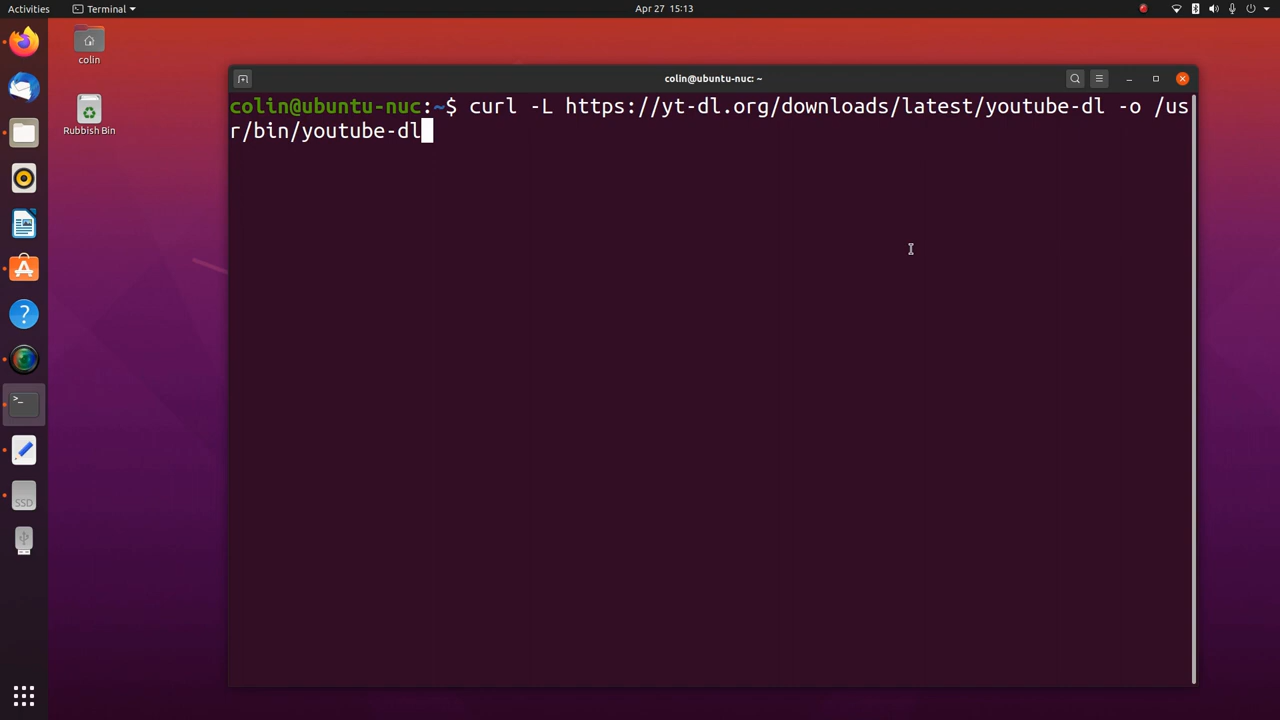 Activities
Terminal
Apr 27 15:13
colin
Rubbish Bin
colin@ubuntu-nuc: ~
colin@ubuntu-nuc:~$ curl -L https://yt-dl.org/downloads/latest/youtube-dl -o /us
r/bin/youtube-dl
>_
?
SSD